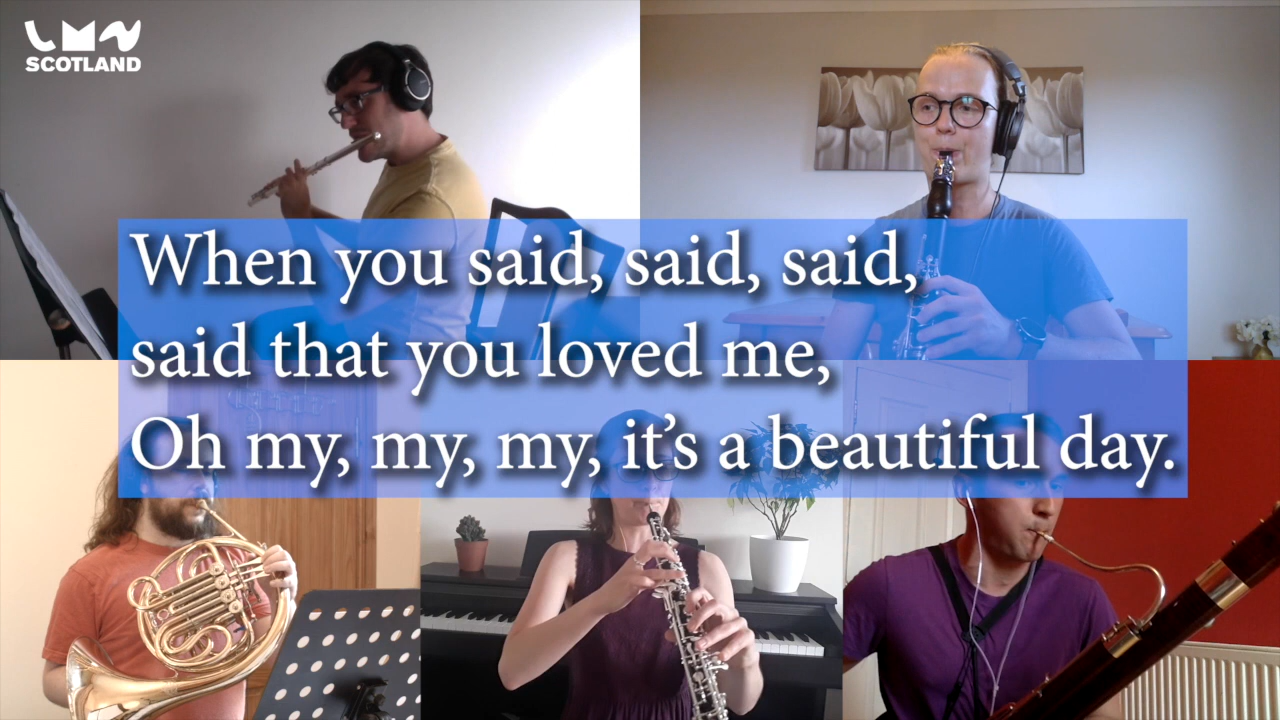 LMN
SCOTLAND
When you said, said, said,
said that you loved me,
Oh my, my, my, it’s a beautiful day.